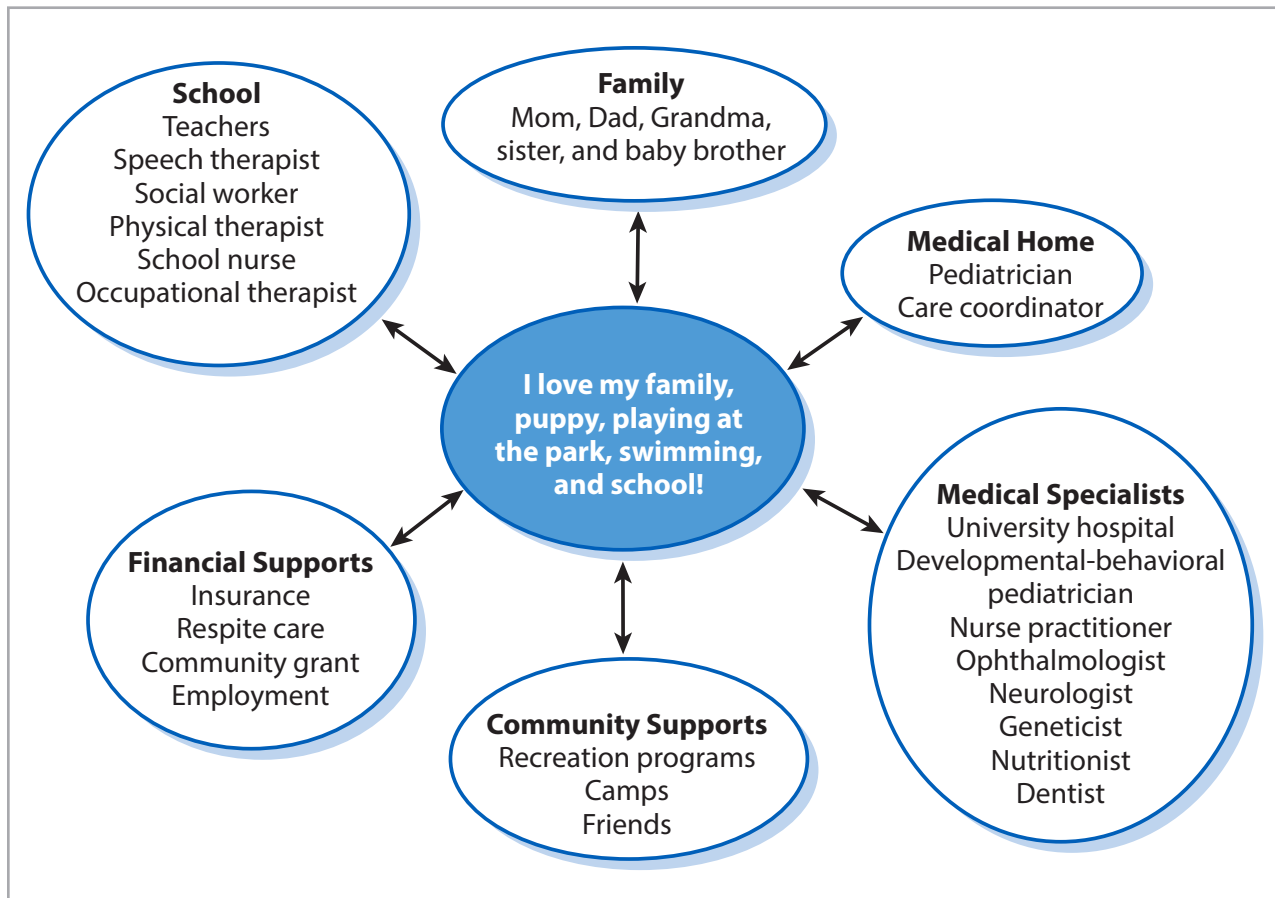 School
Teachers
Speech therapist
Social worker
Physical therapist
School nurse
Occupational therapist
Family
Mom, Dad, Grandma,
sister, and baby brother
Medical Home
Pediatrician
Care coordinator
I love my family,
puppy, playing at
the park, swimming,
and school!
Medical Specialists
University hospital
Developmental-behavioral
pediatrician
Nurse practitioner
Ophthalmologist
Neurologist
Geneticist
Nutritionist
Dentist
Financial Supports
Insurance
Respite care
Community grant
Employment
Community Supports
Recreation programs
Camps
Friends